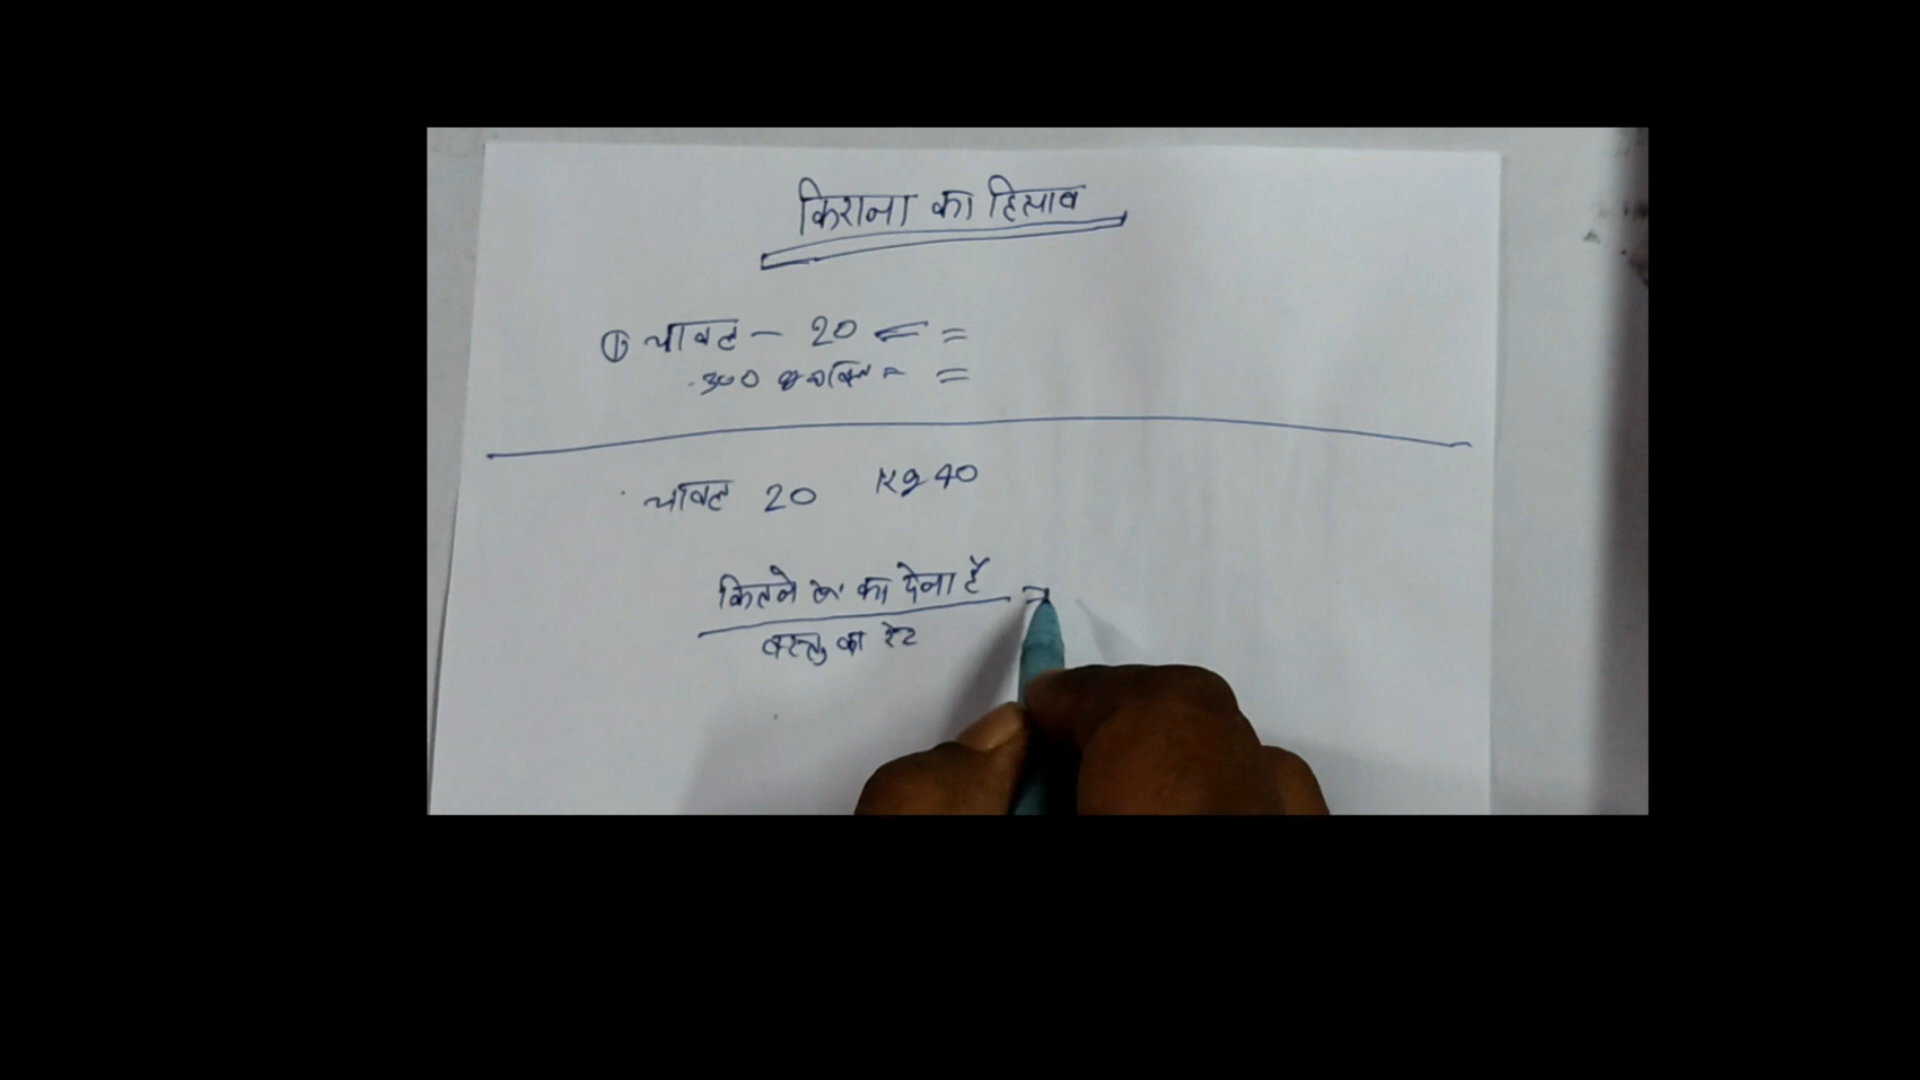 किराना का हिसाब
① चावल - 20 = =
300 = =
चावल 20 Kg 40
कितने रु॰ का देना है =
वस्तु का रेट